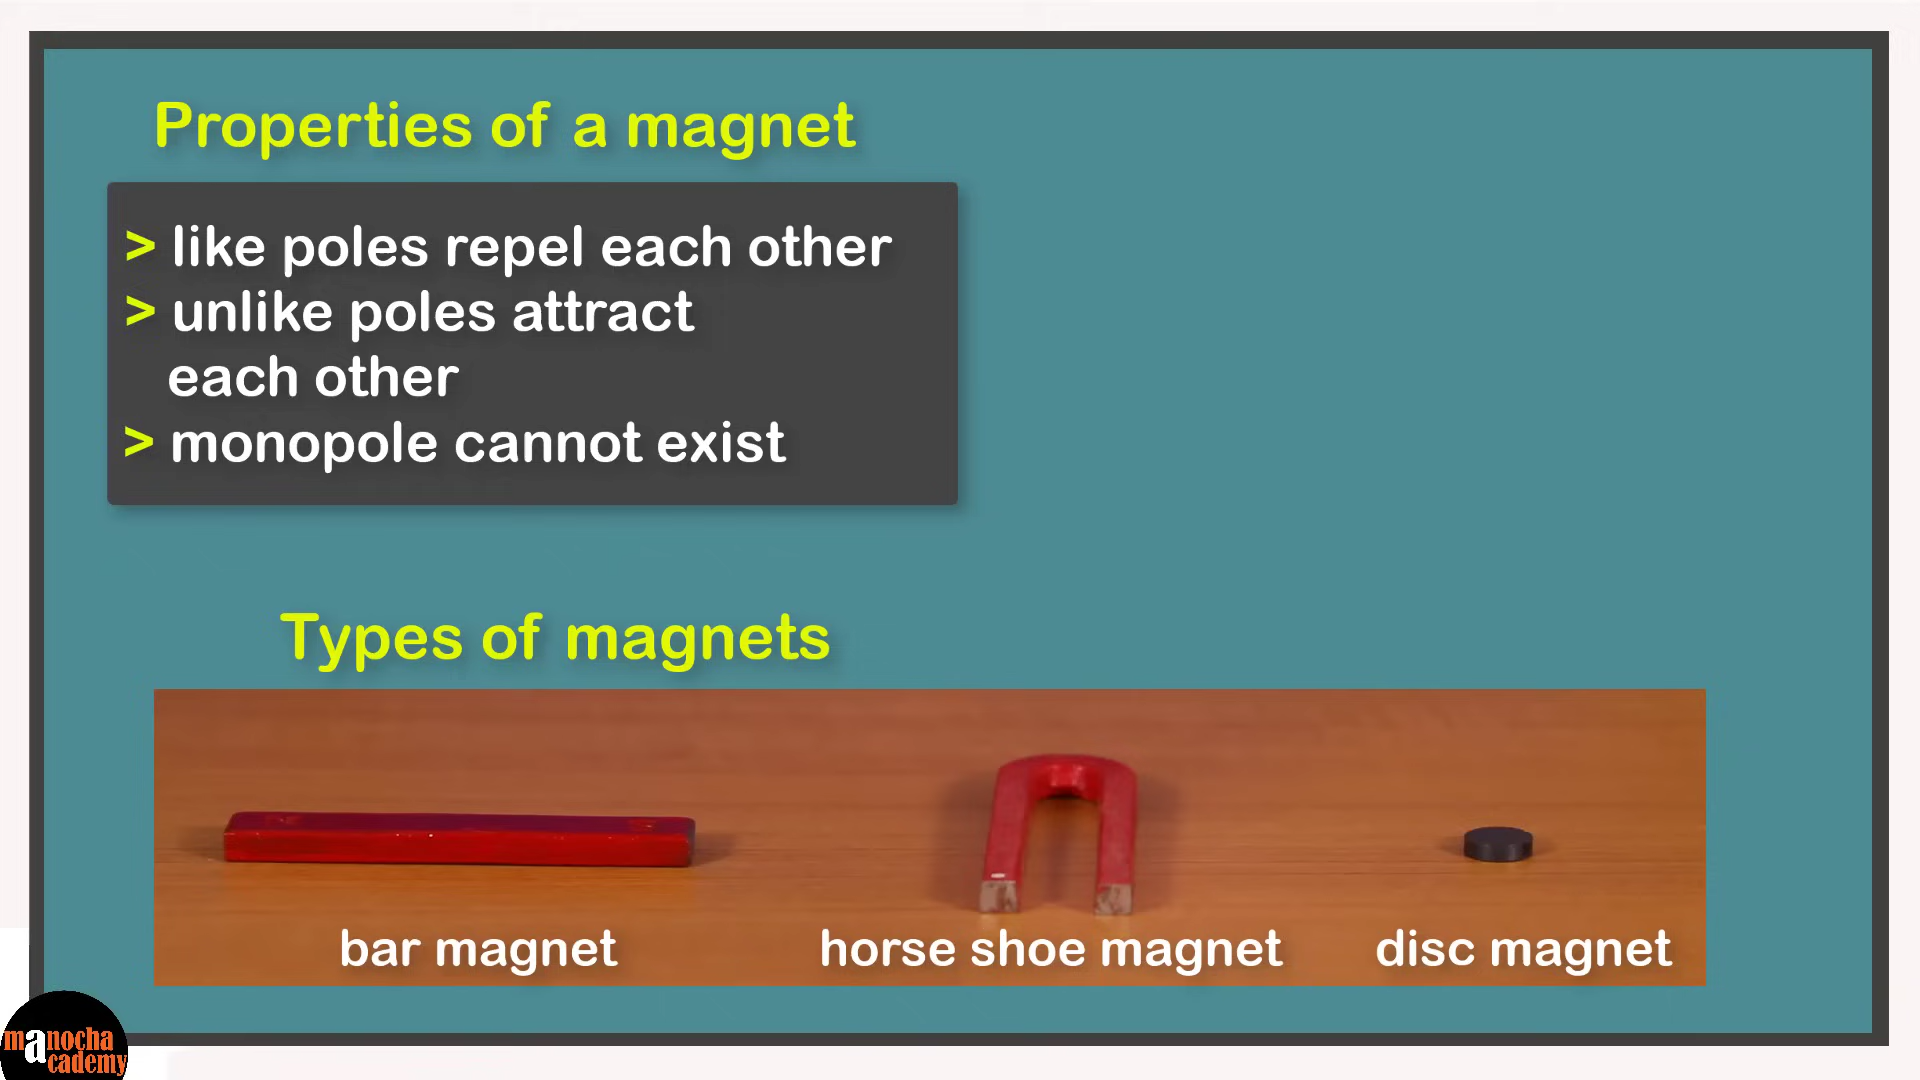 Properties of a magnet
> like poles repel each other
> unlike poles attract
each other
> monopole cannot exist
Types of magnets
bar magnet
horse shoe magnet
disc magnet
manocha
cademy